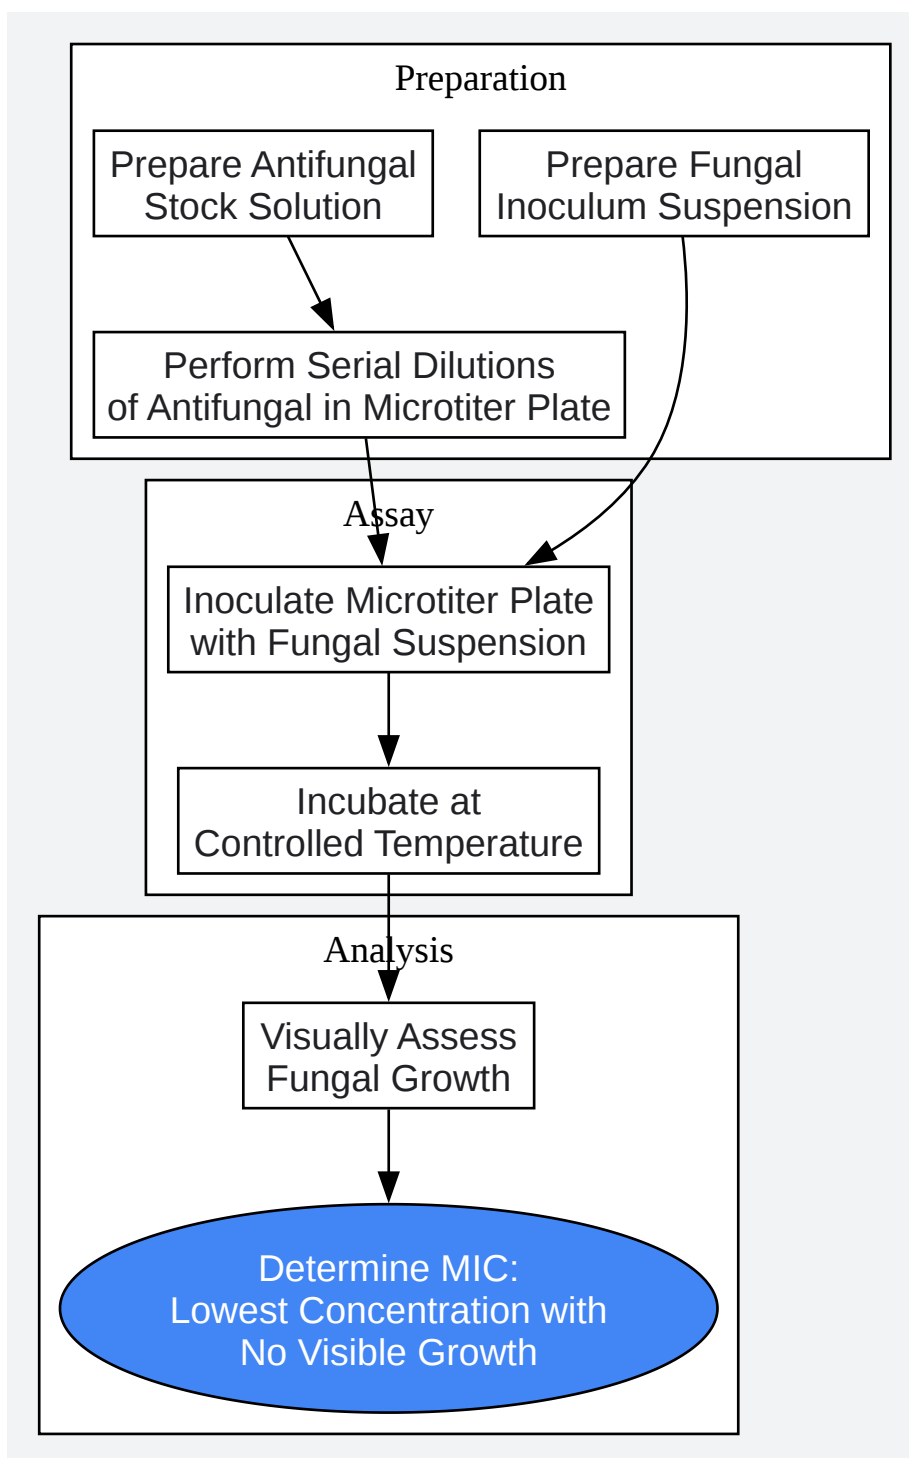 Preparation
Prepare Antifungal
Stock Solution
Prepare Fungal
Inoculum Suspension
Perform Serial Dilutions
of Antifungal in Microtiter Plate
Assay
Inoculate Microtiter Plate
with Fungal Suspension
Incubate at
Controlled Temperature
Analysis
Visually Assess
Fungal Growth
Determine MIC:
Lowest Concentration with
No Visible Growth